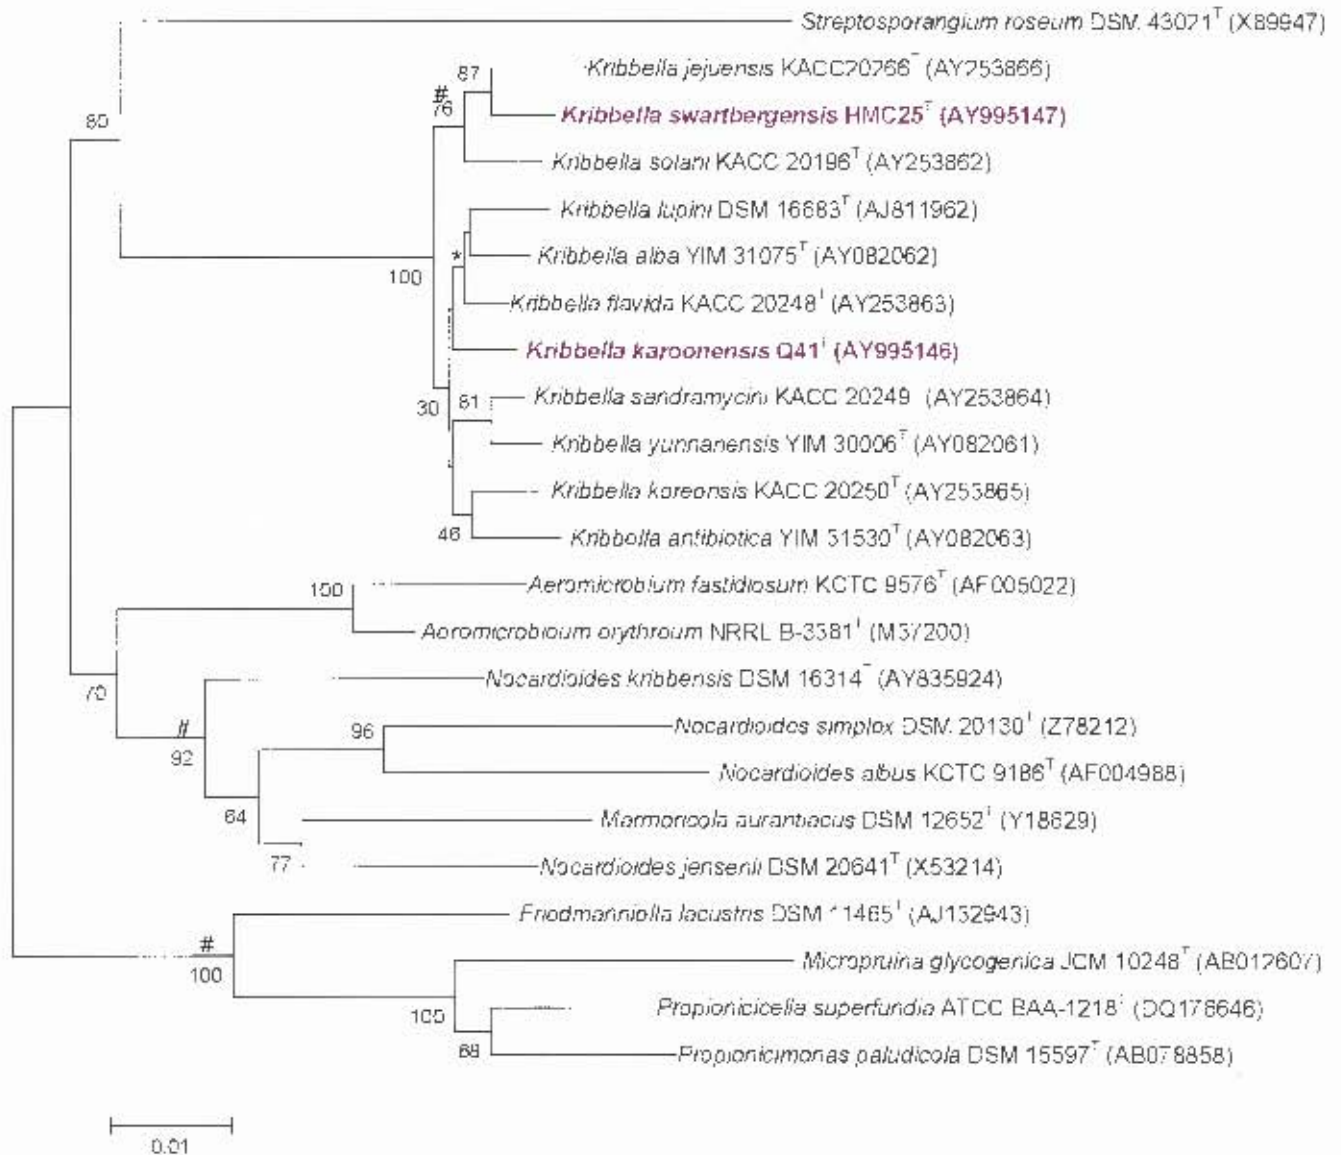 Streptosporangium roseum DSM 43021T (X89947)
87
Kribbella jejuensis KACC20266T (AY253866)
#
76
Kribbella swartbergensis HMC25T (AY995147)
80
Kribbella solani KACC 20196T (AY253862)
Kribbella lupini DSM 16683T (AJ811962)
*
Kribbella alba YIM 31075T (AY082062)
100
Kribbella flavida KACC 20248T (AY253863)
Kribbella karoonensis Q41T (AY995146)
30
81
Kribbella sandramycini KACC 20249 (AY253864)
Kribbella yunnanensis YIM 30006T (AY082061)
Kribbella koreensis KACC 20250T (AY253865)
46
Kribbella antibiotica YIM 31530T (AY082063)
100
Aeromicrobium fastidiosum KCTC 9576T (AF005022)
Aeromicrobium erythreum NRRL B-3381T (M37200)
70
Nocardioides kribbensis DSM 16314T (AY835924)
#
92
96
Nocardioides simplex DSM 20130T (Z78212)
Nocardioides albus KCTC 9186T (AF004988)
64
Marmoricola aurantiacus DSM 12652T (Y18629)
77
Nocardioides jensenii DSM 20641T (X53214)
Friedmanniella lacustris DSM 11465T (AJ132943)
#
100
Micropruina glycogenica JCM 10248T (AB012607)
100
Propionicicella superfundia ATCC BAA-1218T (DQ176646)
68
Propionicimonas paludicola DSM 15597T (AB078858)
0.01